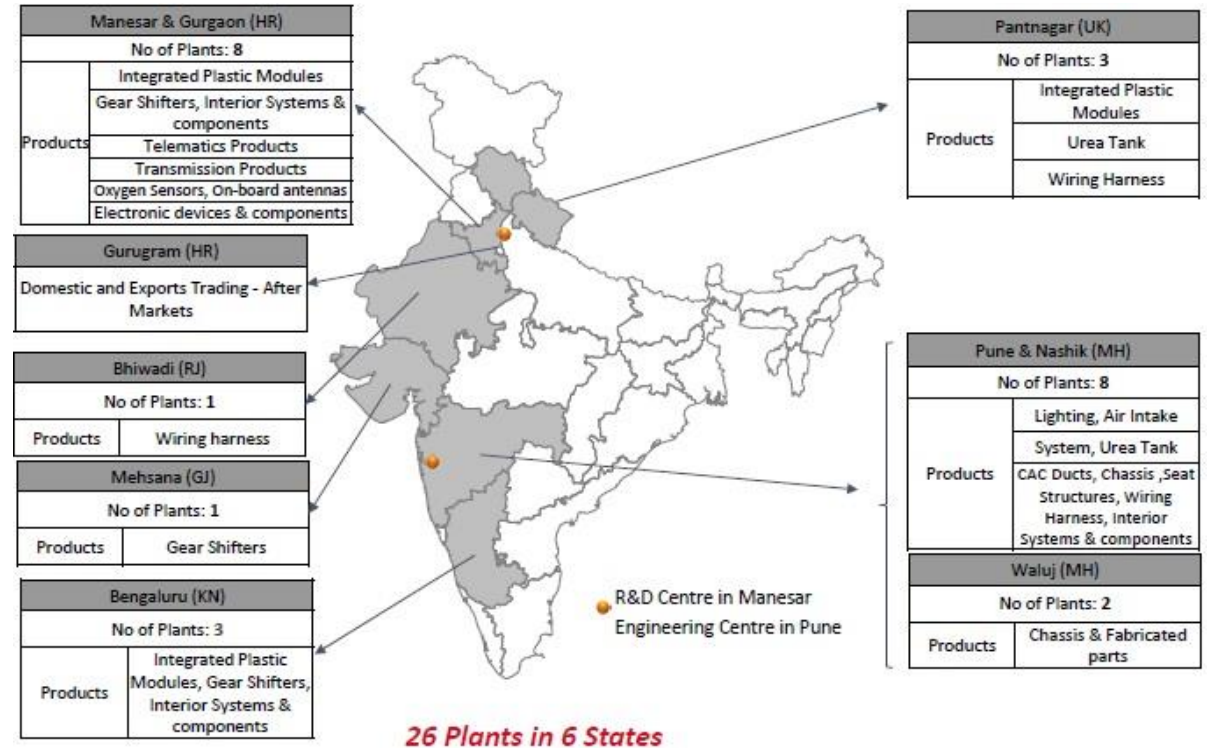 Manesar & Gurgaon (HR)
No of Plants: 8
Products
Integrated Plastic Modules
Gear Shifters, Interior Systems &
components
Telematics Products
Transmission Products
Oxygen Sensors, On-board antennas
Electronic devices & components
Gurugram (HR)
Domestic and Exports Trading - After
Markets
Bhiwadi (RJ)
No of Plants: 1
Products
Wiring harness
Mehsana (GJ)
No of Plants: 1
Products
Gear Shifters
Bengaluru (KN)
No of Plants: 3
Products
Integrated Plastic
Modules, Gear Shifters,
Interior Systems &
components
Pantnagar (UK)
No of Plants: 3
Products
Integrated Plastic
Modules
Urea Tank
Wiring Harness
Pune & Nashik (MH)
No of Plants: 8
Products
Lighting, Air Intake
System, Urea Tank
CAC Ducts, Chassis ,Seat
Structures, Wiring
Harness, Interior
Systems & components
Waluj (MH)
No of Plants: 2
Products
Chassis & Fabricated
parts
R&D Centre in Manesar
Engineering Centre in Pune
26 Plants in 6 States